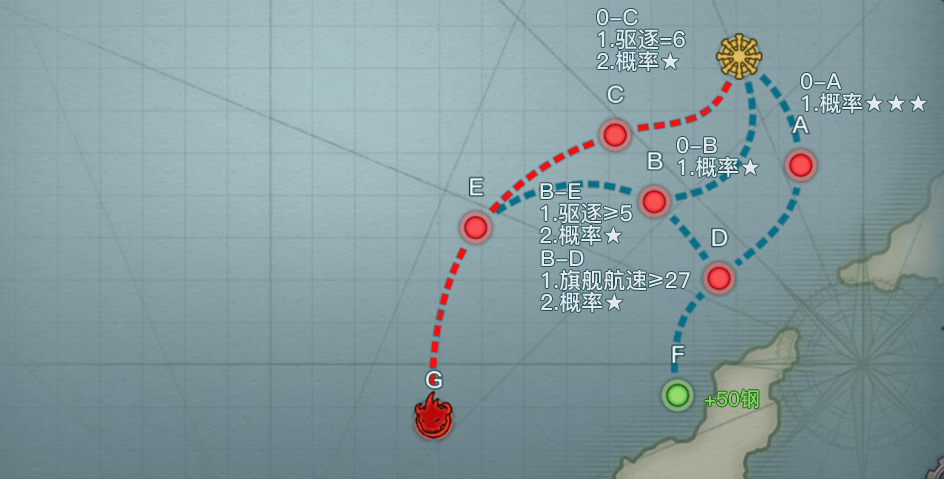 0-C
1.驱逐=6
2.概率★
C
0-A
1.概率★★★
A
0-B
1.概率★
B
E
B-E
1.驱逐≥5
2.概率★
B-D
1.旗舰航速≥27
2.概率★
D
F
G
+50钢